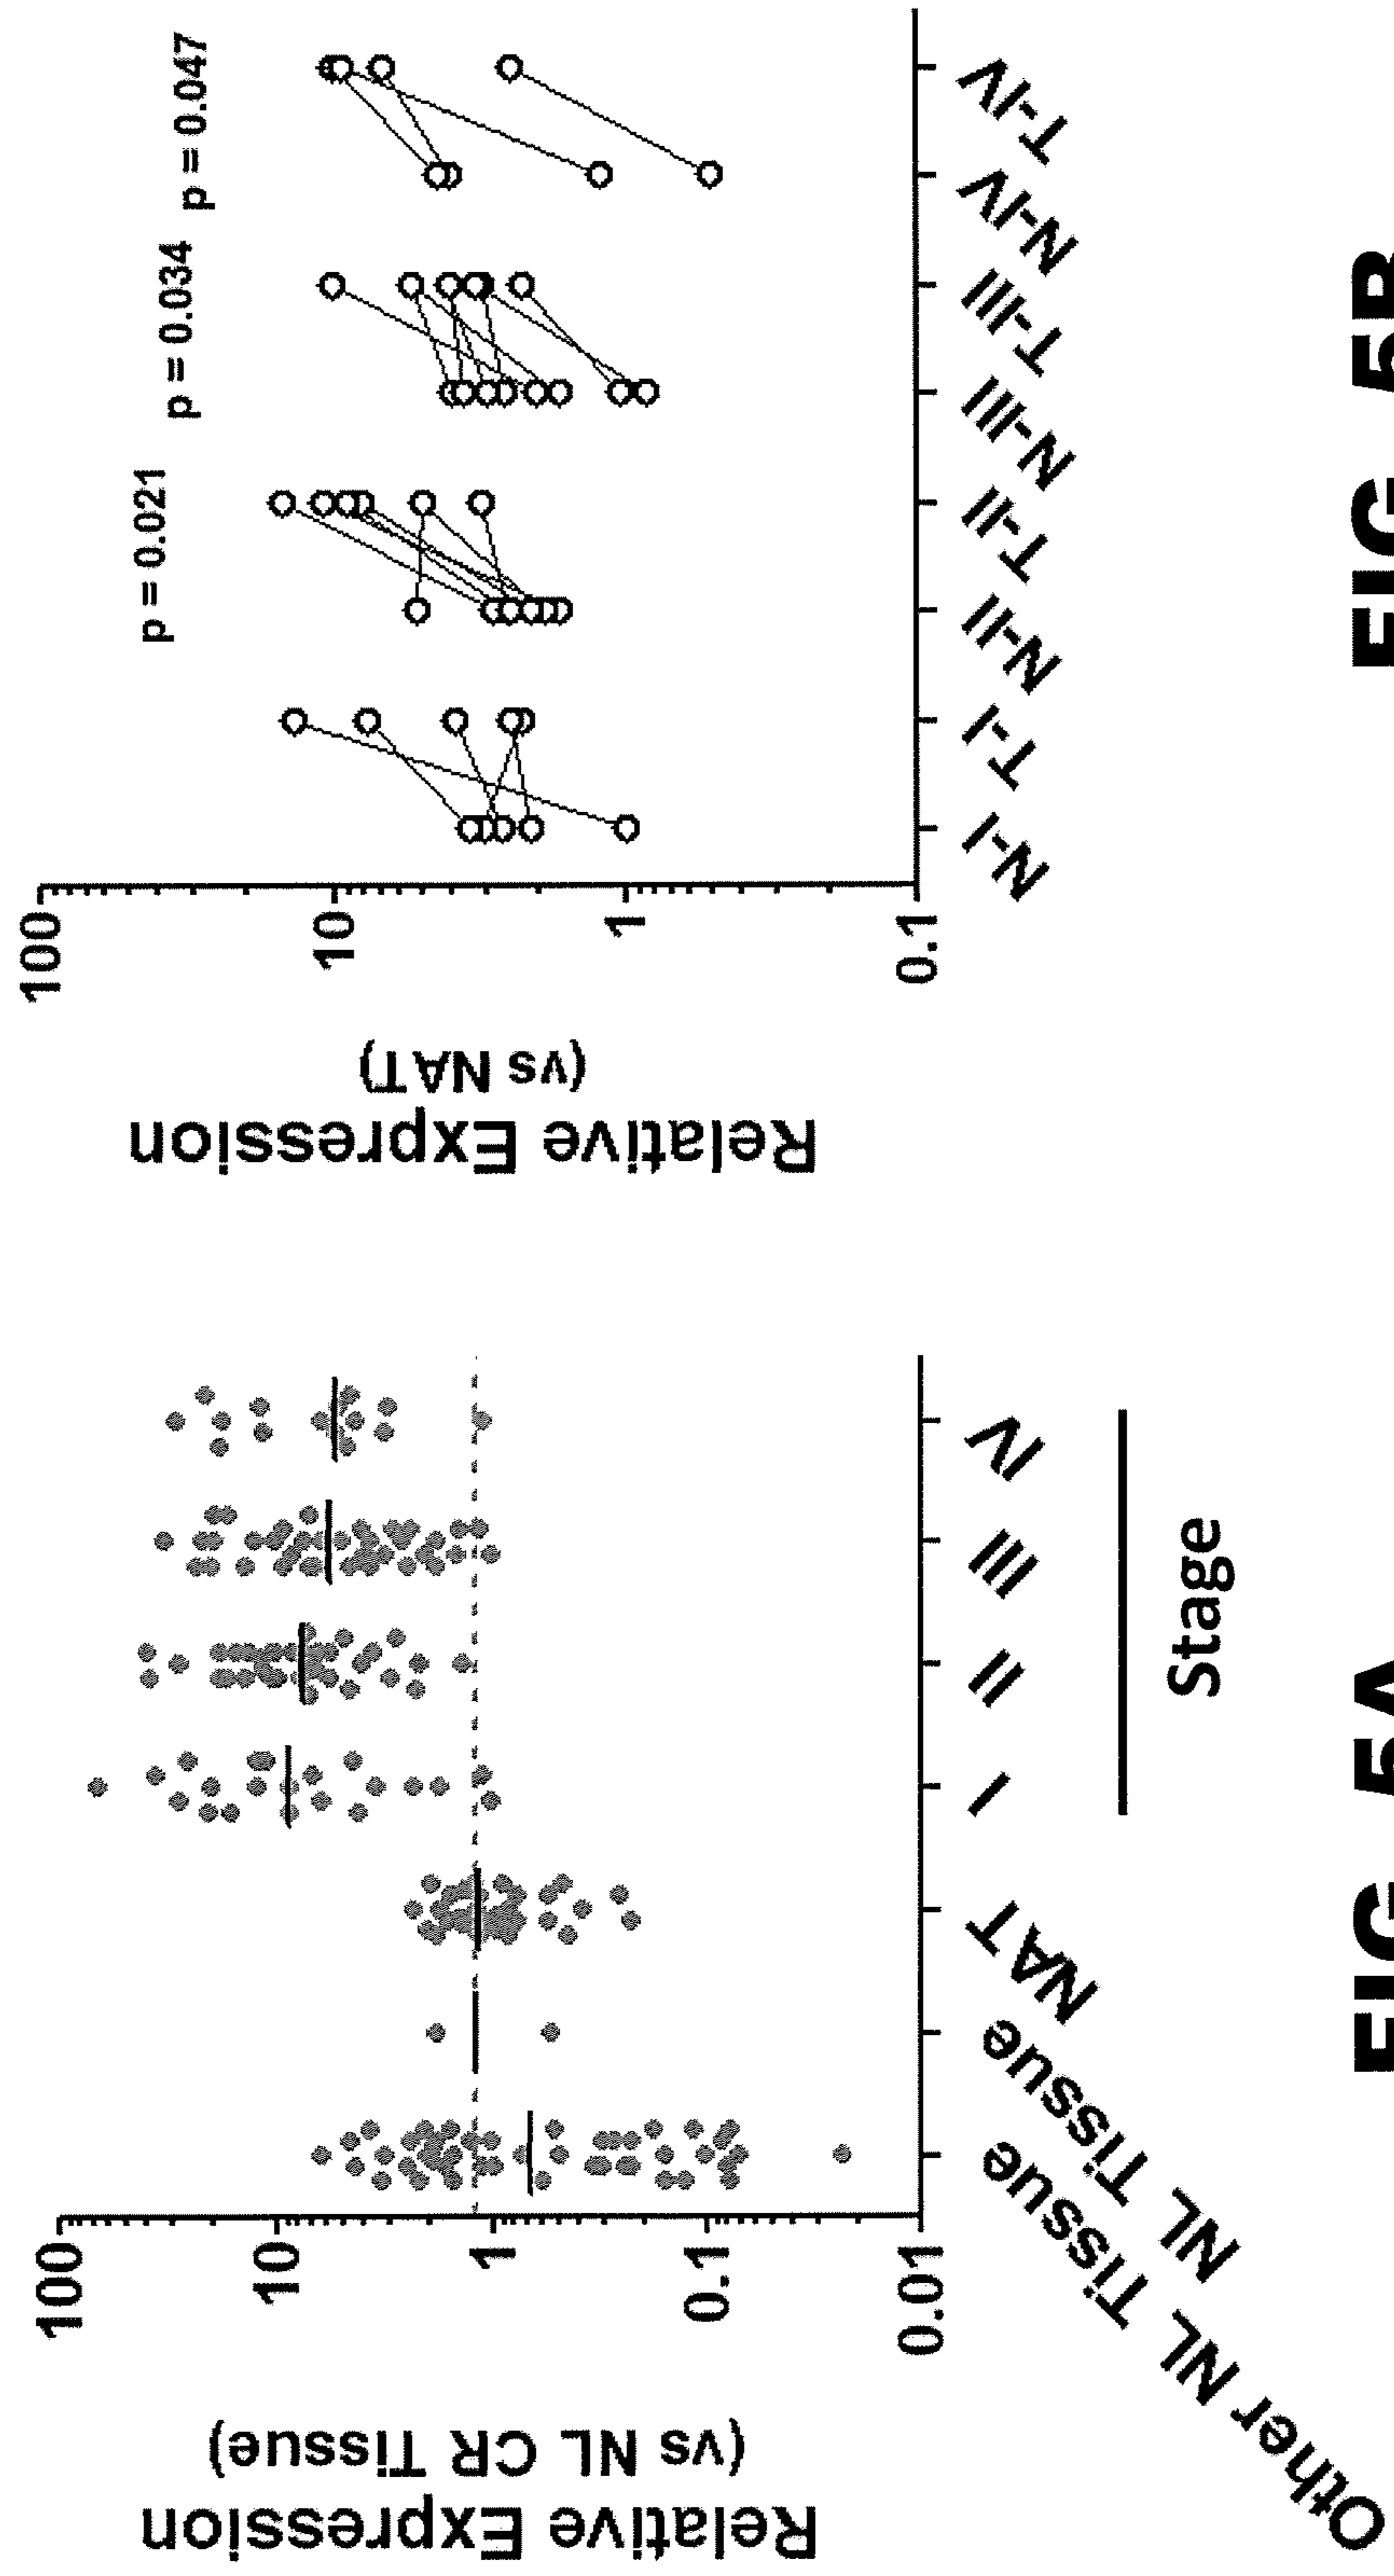 Relative Expression
(vs NL CR Tissue)
100
10
1
0.1
0.01
Other NL Tissue
NL Tissue
NAT
I
II
III
IV
Stage
FIG. 5A
Relative Expression
(vs NAT)
100
10
1
0.1
p = 0.021
p = 0.034
p = 0.047
N-I
T-I
N-II
T-II
N-III
T-III
N-IV
T-IV
FIG. 5B